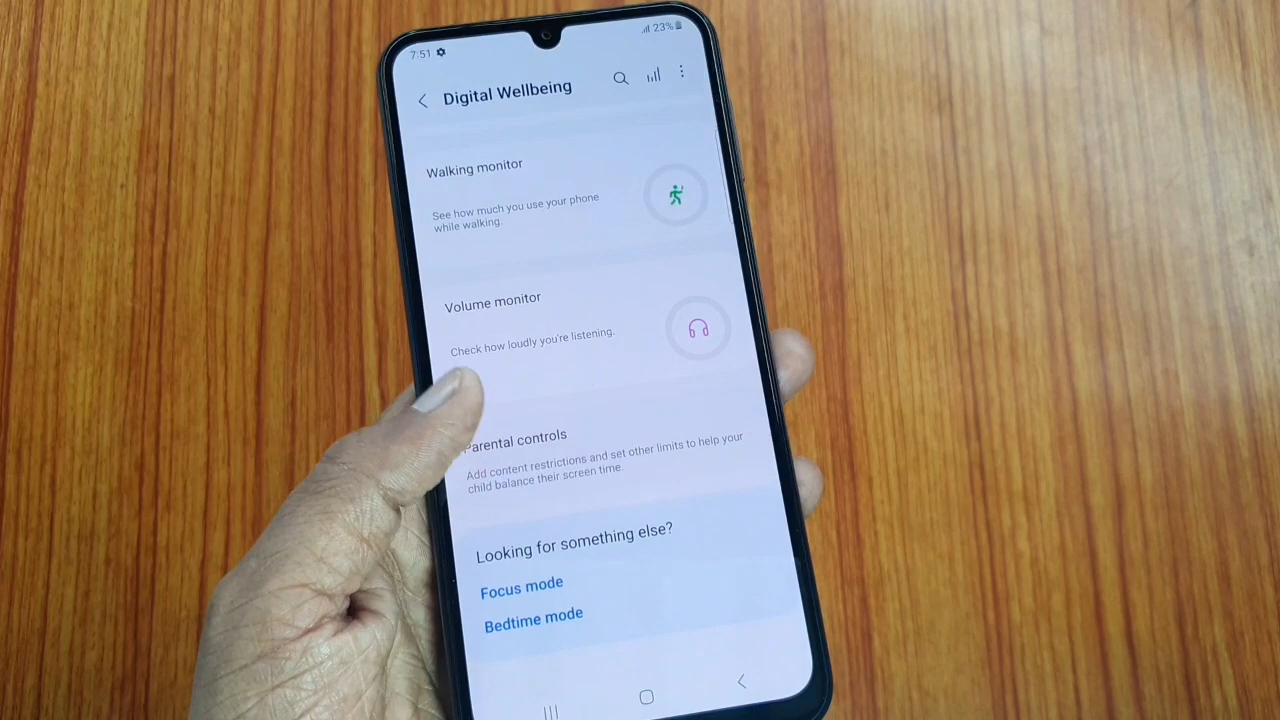 7:51
23%
Digital Wellbeing
Walking monitor
See how much you use your phone
while walking.
Volume monitor
Check how loudly you're listening.
Parental controls
Add content restrictions and set other limits to help your
child balance their screen time.
Looking for something else?
Focus mode
Bedtime mode